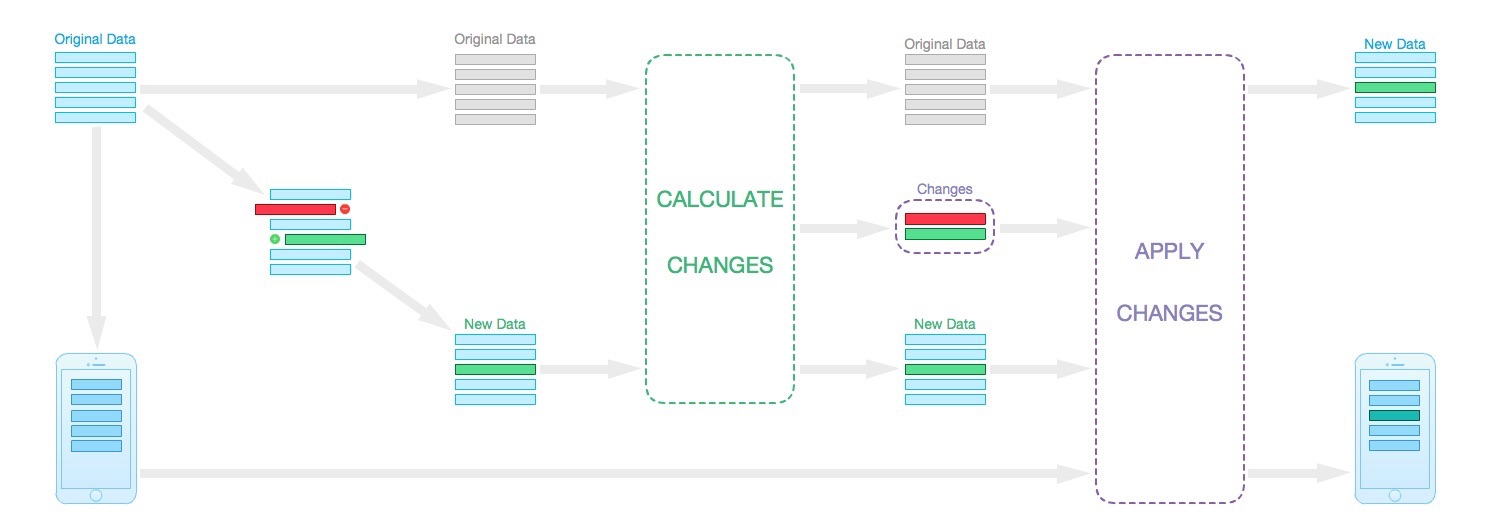 Original Data
Original Data
Original Data
New Data
CALCULATE
CHANGES
Changes
APPLY
CHANGES
New Data
New Data